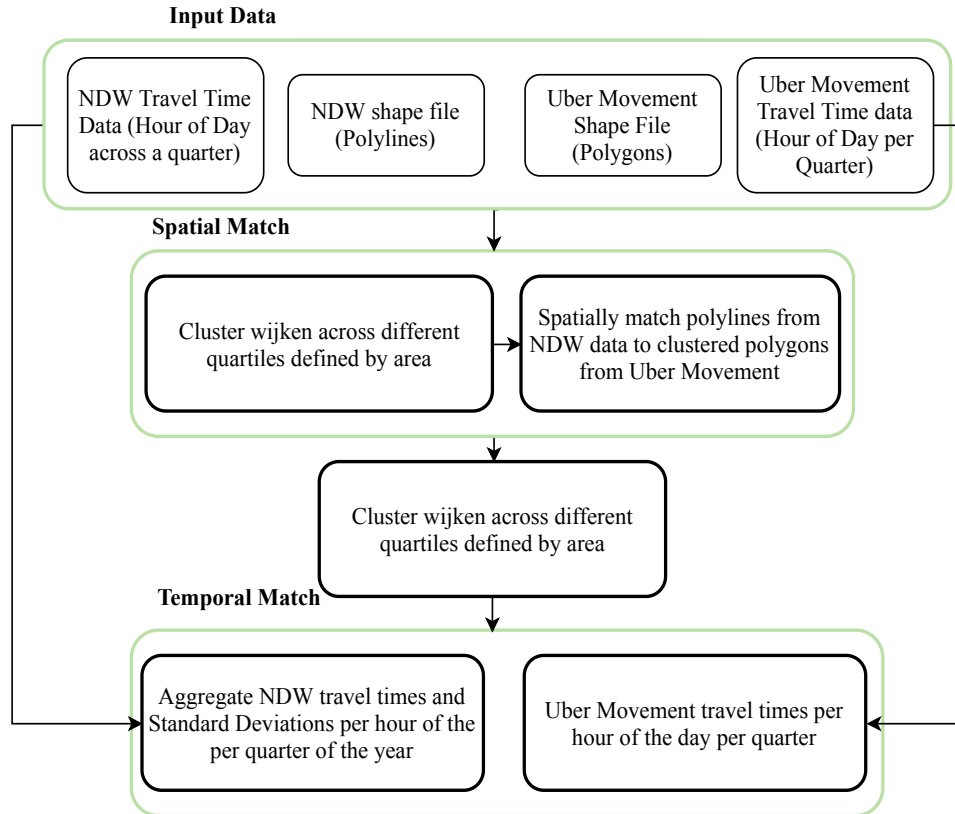 Input Data
NDW Travel Time
Data (Hour of Day
across a quarter)
NDW shape file
(Polylines)
Uber Movement
Shape File
(Polygons)
Uber Movement
Travel Time data
(Hour of Day per
Quarter)
Spatial Match
Cluster wijken across different
quartiles defined by area
Spatially match polylines from
NDW data to clustered polygons
from Uber Movement
Cluster wijken across different
quartiles defined by area
Temporal Match
Aggregate NDW travel times and
Standard Deviations per hour of the
per quarter of the year
Uber Movement travel times per
hour of the day per quarter